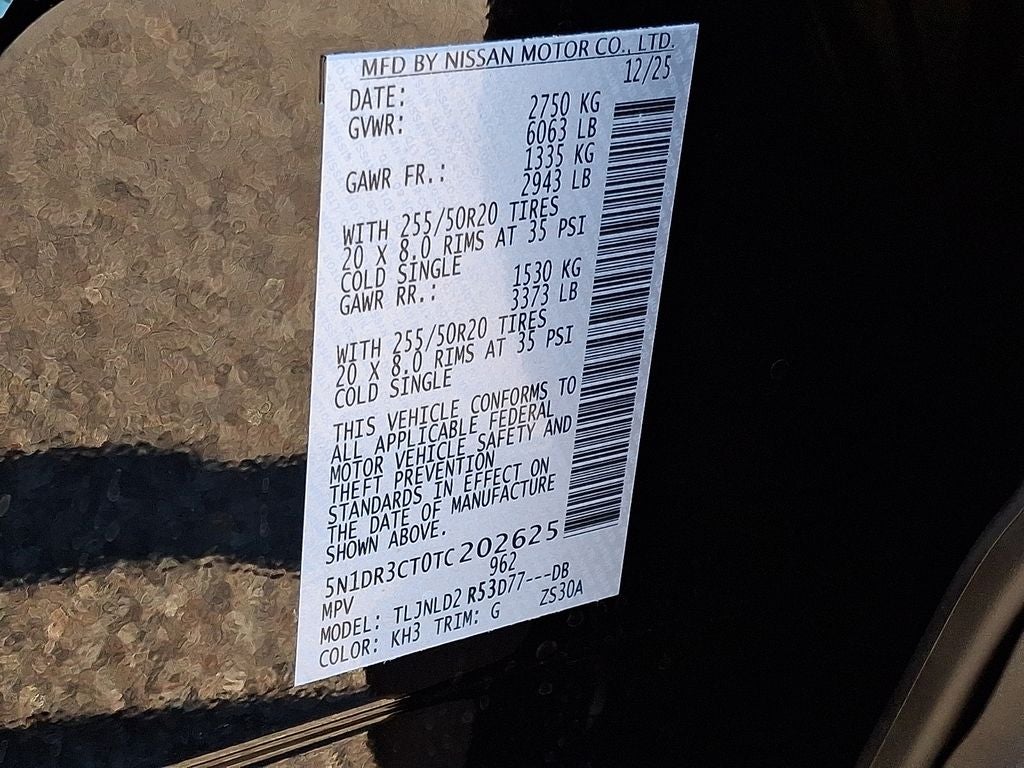 MFD BY NISSAN MOTOR CO., LTD.
DATE: 12/25
GVWR: 2750 KG
6063 LB
GAWR FR.: 1335 KG
2943 LB
WITH 255/50R20 TIRES
20 X 8.0 RIMS AT 35 PSI
COLD SINGLE
GAWR RR.: 1530 KG
3373 LB
WITH 255/50R20 TIRES
20 X 8.0 RIMS AT 35 PSI
COLD SINGLE
THIS VEHICLE CONFORMS TO
ALL APPLICABLE FEDERAL
MOTOR VEHICLE SAFETY AND
THEFT PREVENTION
STANDARDS IN EFFECT ON
THE DATE OF MANUFACTURE
SHOWN ABOVE.
5N1DR3CT0TC202625
MPV 962
MODEL: TLJNLD2 R53D77---DB
COLOR: KH3 TRIM: G ZS30A